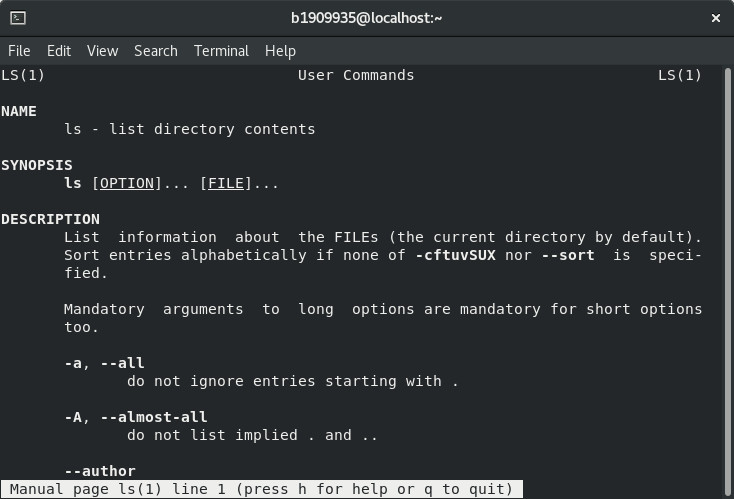 b1909935@localhost:~
File Edit View Search Terminal Help
LS(1) User Commands LS(1)
NAME
ls - list directory contents
SYNOPSIS
ls [OPTION]... [FILE]...
DESCRIPTION
List information about the FILEs (the current directory by default).
Sort entries alphabetically if none of -cftuvSUX nor --sort is speci-
fied.
Mandatory arguments to long options are mandatory for short options
too.
-a, --all
do not ignore entries starting with .
-A, --almost-all
do not list implied . and ..
--author
Manual page ls(1) line 1 (press h for help or q to quit)